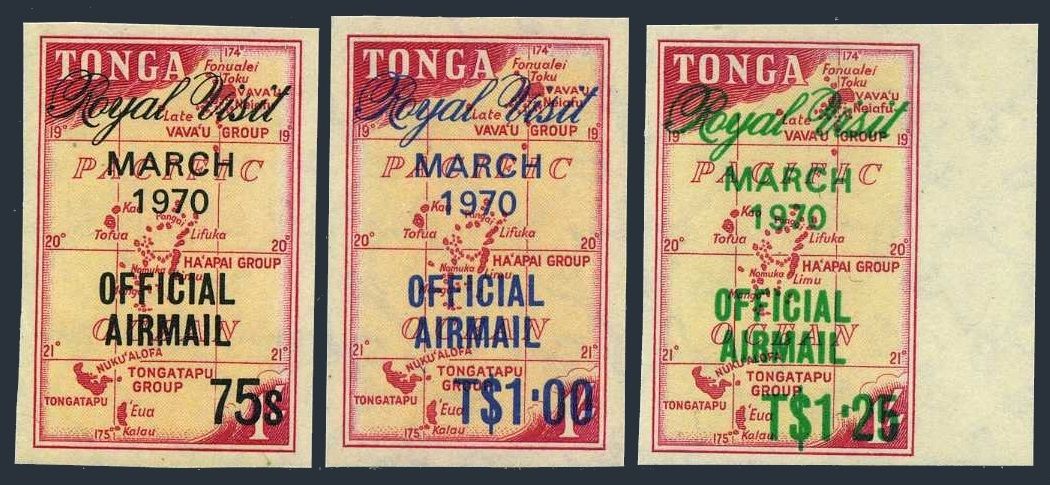 TONGA
174°
Fonualei
Toku
VAVA'U
Neiafu
Royal Visit
Late
VAVA'U GROUP
19°
19
PACIFIC
MARCH
1970
Kao
Tofua
Lifuka
20°
20°
HA'APAI GROUP
Nomuka
Limu
OFFICIAL
OCEAN
AIRMAIL
21°
21°
NUKU'ALOFA
TONGATAPU
GROUP
TONGATAPU
75s
'Eua
175°
Kalau
TONGA
174°
Fonualei
Toku
VAVA'U
Neiafu
Royal Visit
Late
VAVA'U GROUP
19°
19
PACIFIC
MARCH
1970
Kao
Tofua
Lifuka
20°
20°
HA'APAI GROUP
Nomuka
Limu
OFFICIAL
OCEAN
AIRMAIL
21°
21°
NUKU'ALOFA
TONGATAPU
GROUP
TONGATAPU
T$1·00
'Eua
175°
Kalau
TONGA
174°
Fonualei
Toku
VAVA'U
Neiafu
Royal Visit
Late
VAVA'U GROUP
19°
19
PACIFIC
MARCH
1970
Kao
Tofua
Lifuka
20°
20°
HA'APAI GROUP
Nomuka
Limu
OFFICIAL
OCEAN
AIRMAIL
21°
21°
NUKU'ALOFA
TONGATAPU
GROUP
TONGATAPU
T$1·25
'Eua
175°
Kalau